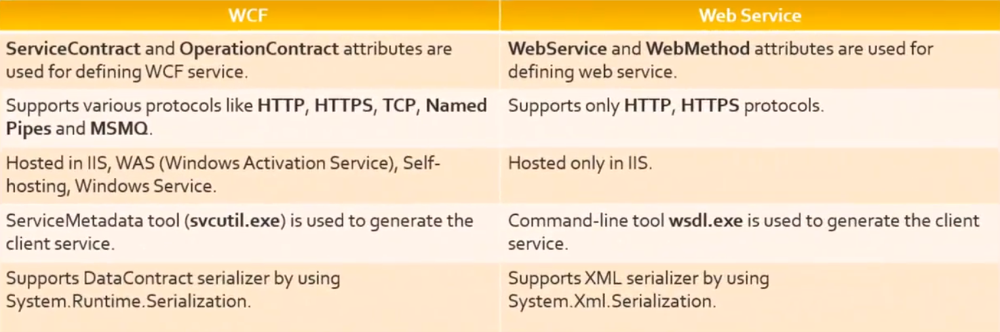 WCF
Web Service
ServiceContract and OperationContract attributes are
used for defining WCF service.
WebService and WebMethod attributes are used for
defining web service.
Supports various protocols like HTTP, HTTPS, TCP, Named
Pipes and MSMQ.
Supports only HTTP, HTTPS protocols.
Hosted in IIS, WAS (Windows Activation Service), Self-
hosting, Windows Service.
Hosted only in IIS.
ServiceMetadata tool (svcutil.exe) is used to generate the
client service.
Command-line tool wsdl.exe is used to generate the client
service.
Supports DataContract serializer by using
System.Runtime.Serialization.
Supports XML serializer by using
System.Xml.Serialization.